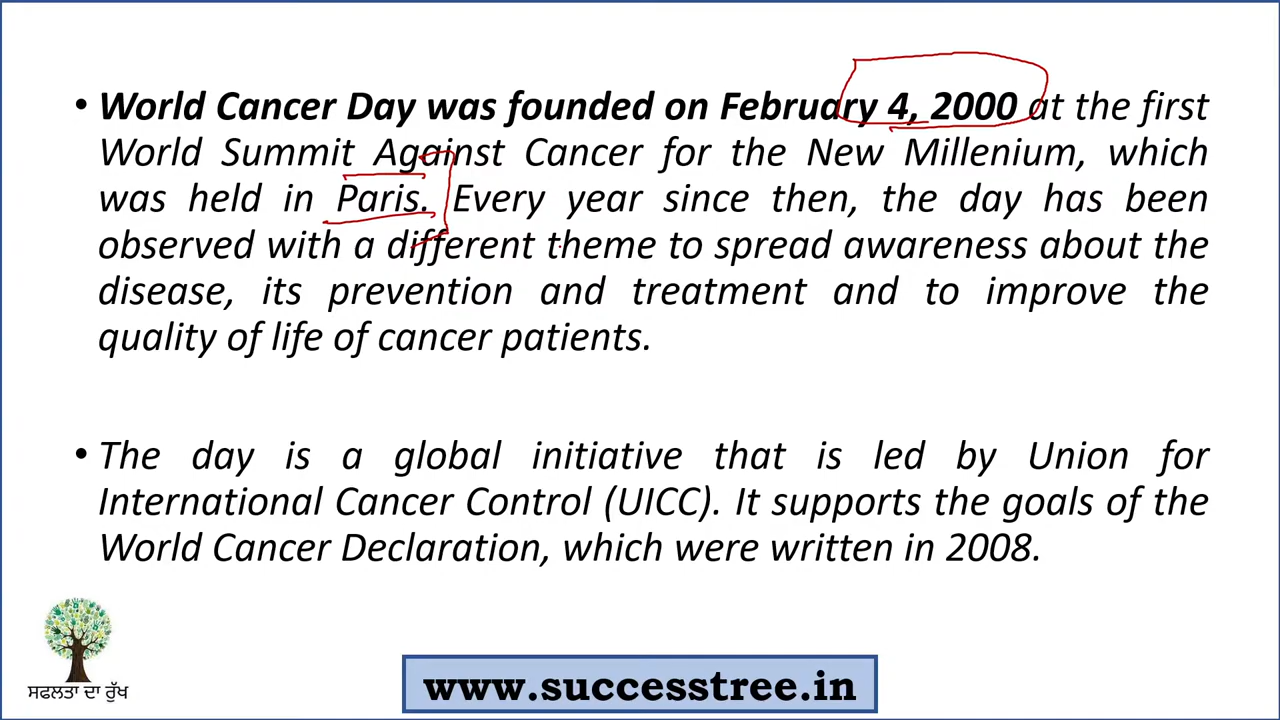 • World Cancer Day was founded on February 4, 2000 at the first
World Summit Against Cancer for the New Millenium, which
was held in Paris. Every year since then, the day has been
observed with a different theme to spread awareness about the
disease, its prevention and treatment and to improve the
quality of life of cancer patients.
• The day is a global initiative that is led by Union for
International Cancer Control (UICC). It supports the goals of the
World Cancer Declaration, which were written in 2008.
ਸਫਲਤਾ ਦਾ ਰੁੱਖ
www.successtree.in